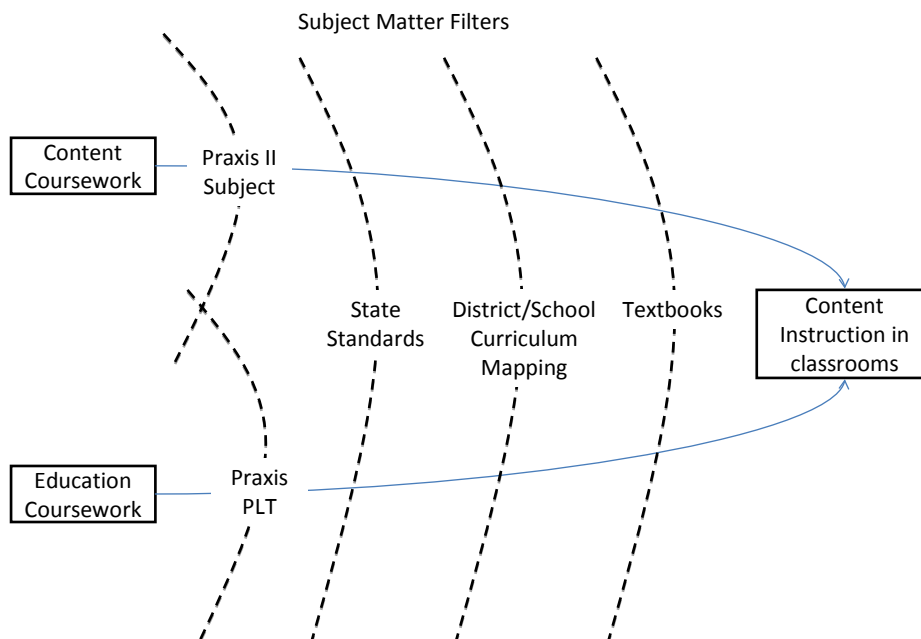 Subject Matter Filters
Content
Coursework
Praxis II
Subject
State
Standards
District/School
Curriculum
Mapping
Textbooks
Content
Instruction in
classrooms
Education
Coursework
Praxis
PLT